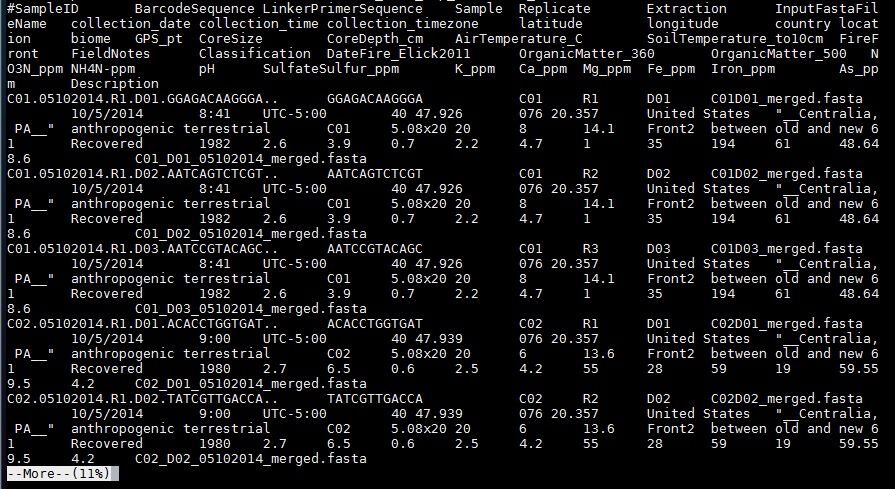 #SampleID       BarcodeSequence LinkerPrimerSequence    Sample  Replicate       Extraction      InputFastaFil
eName   collection_date collection_time collection_timezone     latitude        longitude       country locat
ion     biome   GPS_pt  CoreSize        CoreDepth_cm    AirTemperature_C        SoilTemperature_to10cm  FireF
ront    FieldNotes      Classification  DateFire_Elick2011      OrganicMatter_360       OrganicMatter_500   N
O3N_ppm NH4N-ppm        pH      SulfateSulfur_ppm       K_ppm   Ca_ppm  Mg_ppm  Fe_ppm  Iron_ppm        As_pp
m       Description
C01.05102014.R1.D01.GGAGACAAGGGA..      GGAGACAAGGGA            C01     R1      D01     C01D01_merged.fasta
        10/5/2014       8:41    UTC-5:00        40 47.926       076 20.357      United States   "__Centralia,
 PA__"  anthropogenic terrestrial       C01     5.08x20 20      8       14.1    Front2  between old and new 6
1       Recovered       1982    2.6     3.9     0.7     2.2     4.7     1       35      194     61      48.64
8.6             C01_D01_05102014_merged.fasta
C01.05102014.R1.D02.AATCAGTCTCGT..      AATCAGTCTCGT            C01     R2      D02     C01D02_merged.fasta
        10/5/2014       8:41    UTC-5:00        40 47.926       076 20.357      United States   "__Centralia,
 PA__"  anthropogenic terrestrial       C01     5.08x20 20      8       14.1    Front2  between old and new 6
1       Recovered       1982    2.6     3.9     0.7     2.2     4.7     1       35      194     61      48.64
8.6             C01_D02_05102014_merged.fasta
C01.05102014.R1.D03.AATCCGTACAGC..      AATCCGTACAGC            C01     R3      D03     C01D03_merged.fasta
        10/5/2014       8:41    UTC-5:00        40 47.926       076 20.357      United States   "__Centralia,
 PA__"  anthropogenic terrestrial       C01     5.08x20 20      8       14.1    Front2  between old and new 6
1       Recovered       1982    2.6     3.9     0.7     2.2     4.7     1       35      194     61      48.64
8.6             C01_D03_05102014_merged.fasta
C02.05102014.R1.D01.ACACCTGGTGAT..      ACACCTGGTGAT            C02     R1      D01     C02D01_merged.fasta
        10/5/2014       9:00    UTC-5:00        40 47.939       076 20.357      United States   "__Centralia,
 PA__"  anthropogenic terrestrial       C02     5.08x20 20      6       13.6    Front2  between old and new 6
1       Recovered       1980    2.7     6.5     0.6     2.5     4.2     55      28      59      19      59.55
9.5     4.2     C02_D01_05102014_merged.fasta
C02.05102014.R1.D02.TATCGTTGACCA..      TATCGTTGACCA            C02     R2      D02     C02D02_merged.fasta
        10/5/2014       9:00    UTC-5:00        40 47.939       076 20.357      United States   "__Centralia,
 PA__"  anthropogenic terrestrial       C02     5.08x20 20      6       13.6    Front2  between old and new 6
1       Recovered       1980    2.7     6.5     0.6     2.5     4.2     55      28      59      19      59.55
9.5     4.2     C02_D02_05102014_merged.fasta
--More--(11%)